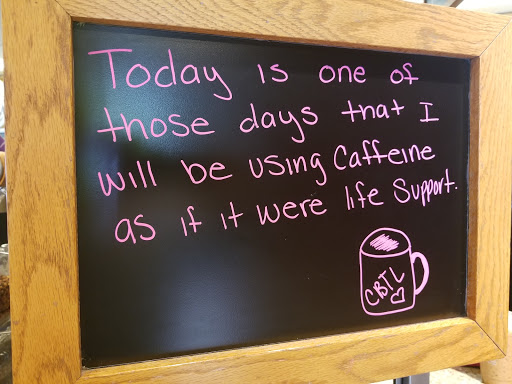 Today is one of
those days that I
will be using Caffeine
as if it were life Support.
CBTL